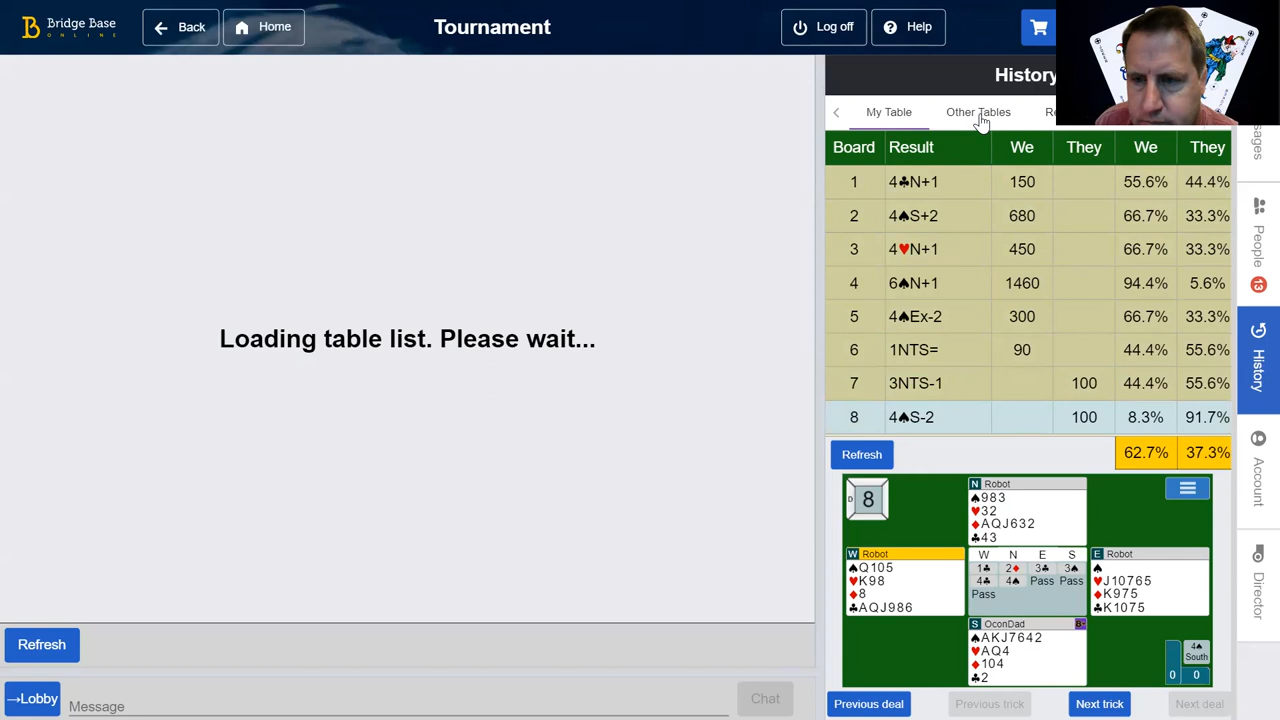 Bridge Base
ONLINE
Back
Home
Tournament
Log off
Help
History
My Table
Other Tables
Re
Board Result We They We They
1 4♣N+1 150 55.6% 44.4%
2 4♠S+2 680 66.7% 33.3%
3 4♥N+1 450 66.7% 33.3%
4 6♠N+1 1460 94.4% 5.6%
5 4♠Ex-2 300 66.7% 33.3%
6 1NTS= 90 44.4% 55.6%
7 3NTS-1 100 44.4% 55.6%
8 4♠S-2 100 8.3% 91.7%
Refresh
62.7% 37.3%
Loading table list. Please wait...
D 8
N Robot
♠983
♥32
♦AQJ632
♣43
W Robot
♠Q105
♥K98
♦8
♣AQJ986
W N E S
1♣ 2♦ 3♣ 3♠
4♣ 4♠ Pass Pass
Pass
E Robot
♠
♥J10765
♦K975
♣K1075
S OconDad
♠AKJ7642
♥AQ4
♦104
♣2
4♠
South
0 0
Previous deal
Previous trick
Next trick
Next deal
Refresh
→Lobby
Message
Chat
sages
People
13
History
Account
Director